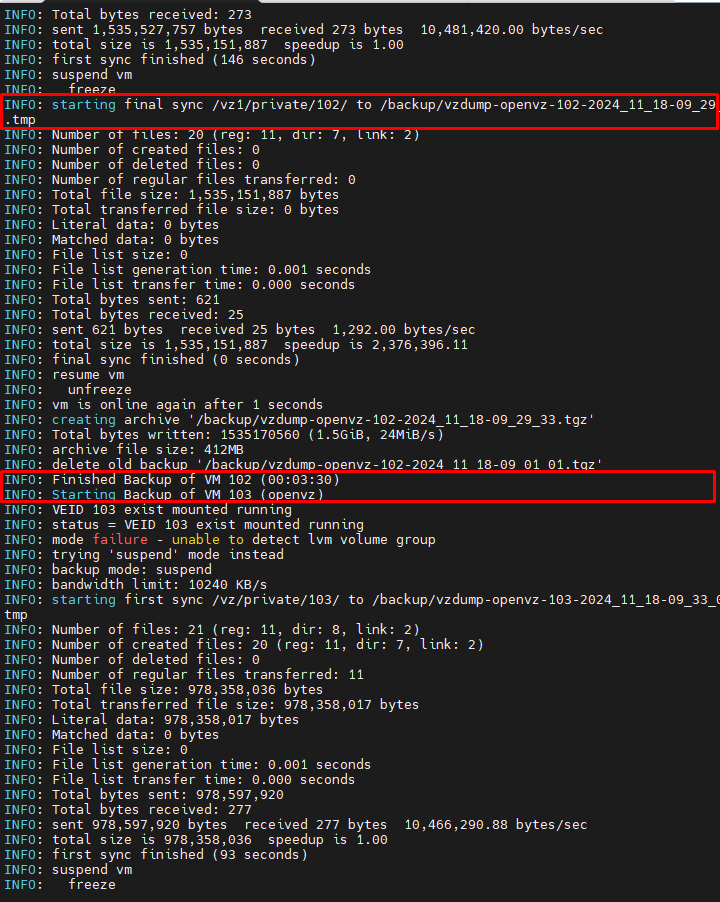 INFO: Total bytes received: 273
INFO: sent 1,535,527,757 bytes  received 273 bytes  10,481,420.00 bytes/sec
INFO: total size is 1,535,151,887  speedup is 1.00
INFO: first sync finished (146 seconds)
INFO: suspend vm
INFO:   freeze
INFO: starting final sync /vz1/private/102/ to /backup/vzdump-openvz-102-2024_11_18-09_29_
.tmp
INFO: Number of files: 20 (reg: 11, dir: 7, link: 2)
INFO: Number of created files: 0
INFO: Number of deleted files: 0
INFO: Number of regular files transferred: 0
INFO: Total file size: 1,535,151,887 bytes
INFO: Total transferred file size: 0 bytes
INFO: Literal data: 0 bytes
INFO: Matched data: 0 bytes
INFO: File list size: 0
INFO: File list generation time: 0.001 seconds
INFO: File list transfer time: 0.000 seconds
INFO: Total bytes sent: 621
INFO: Total bytes received: 25
INFO: sent 621 bytes  received 25 bytes  1,292.00 bytes/sec
INFO: total size is 1,535,151,887  speedup is 2,376,396.11
INFO: final sync finished (0 seconds)
INFO: resume vm
INFO:   unfreeze
INFO: vm is online again after 1 seconds
INFO: creating archive '/backup/vzdump-openvz-102-2024_11_18-09_29_33.tgz'
INFO: Total bytes written: 1535170560 (1.5GiB, 24MiB/s)
INFO: archive file size: 412MB
INFO: delete old backup '/backup/vzdump-openvz-102-2024_11_18-09_01_01.tgz'
INFO: Finished Backup of VM 102 (00:03:30)
INFO: Starting Backup of VM 103 (openvz)
INFO: VEID 103 exist mounted running
INFO: status = VEID 103 exist mounted running
INFO: mode failure - unable to detect lvm volume group
INFO: trying 'suspend' mode instead
INFO: backup mode: suspend
INFO: bandwidth limit: 10240 KB/s
INFO: starting first sync /vz/private/103/ to /backup/vzdump-openvz-103-2024_11_18-09_33_0
tmp
INFO: Number of files: 21 (reg: 11, dir: 8, link: 2)
INFO: Number of created files: 20 (reg: 11, dir: 7, link: 2)
INFO: Number of deleted files: 0
INFO: Number of regular files transferred: 11
INFO: Total file size: 978,358,036 bytes
INFO: Total transferred file size: 978,358,017 bytes
INFO: Literal data: 978,358,017 bytes
INFO: Matched data: 0 bytes
INFO: File list size: 0
INFO: File list generation time: 0.001 seconds
INFO: File list transfer time: 0.000 seconds
INFO: Total bytes sent: 978,597,920
INFO: Total bytes received: 277
INFO: sent 978,597,920 bytes  received 277 bytes  10,466,290.88 bytes/sec
INFO: total size is 978,358,036  speedup is 1.00
INFO: first sync finished (93 seconds)
INFO: suspend vm
INFO:   freeze